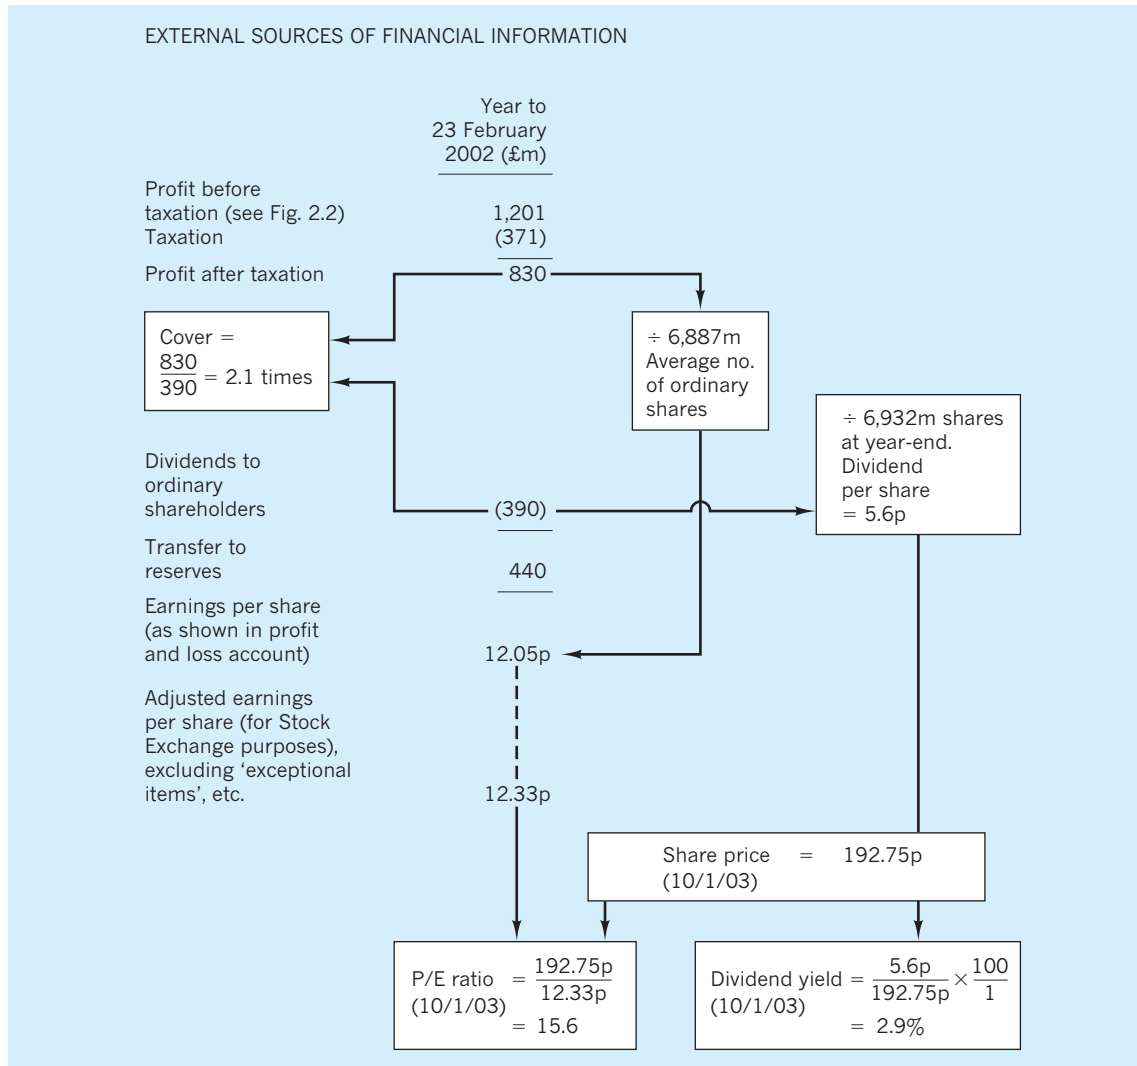 EXTERNAL SOURCES OF FINANCIAL INFORMATION
Year to
23 February
2002 (£m)
Profit before
taxation (see Fig. 2.2) 1,201
Taxation (371)
Profit after taxation 830
Cover =
830
390
= 2.1 times
÷ 6,887m
Average no.
of ordinary
shares
÷ 6,932m shares
at year-end.
Dividend
per share
= 5.6p
Dividends to
ordinary
shareholders (390)
Transfer to
reserves 440
Earnings per share
(as shown in profit
and loss account) 12.05p
Adjusted earnings
per share (for Stock
Exchange purposes),
excluding ‘exceptional
items’, etc. 12.33p
Share price = 192.75p
(10/1/03)
P/E ratio = 192.75p
12.33p
(10/1/03)
= 15.6
Dividend yield = 5.6p × 100
192.75p 1
(10/1/03)
= 2.9%